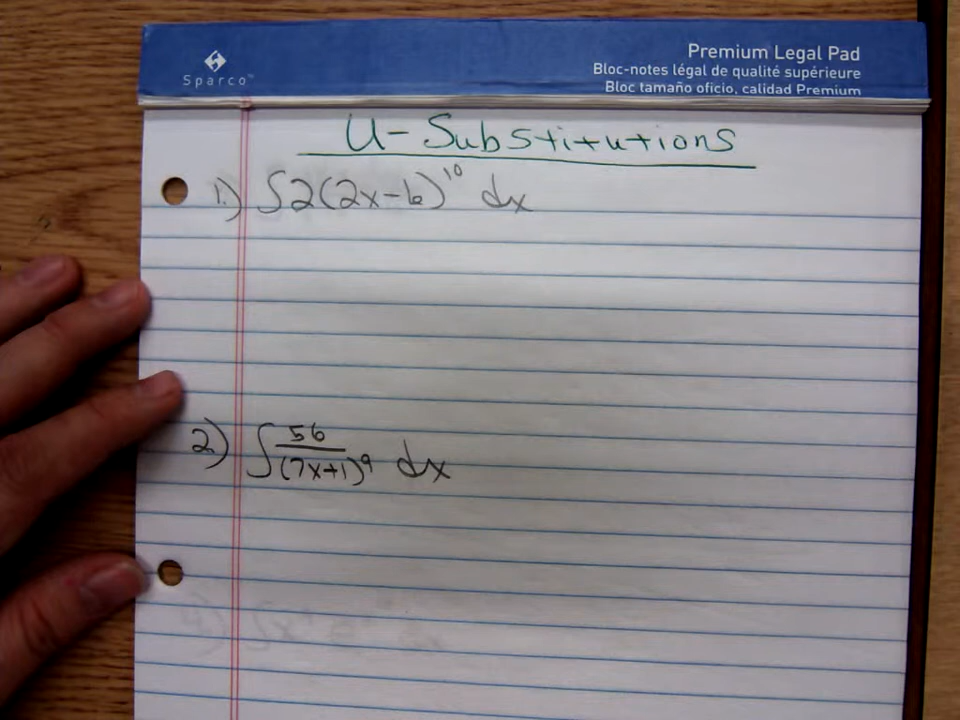 Sparco™
Premium Legal Pad
Bloc-notes légal de qualité supérieure
Bloc tamaño oficio, calidad Premium
U-Substitutions
1.) ∫2(2x-6)¹⁰ dx
2.) ∫56/(7x+1)⁹ dx